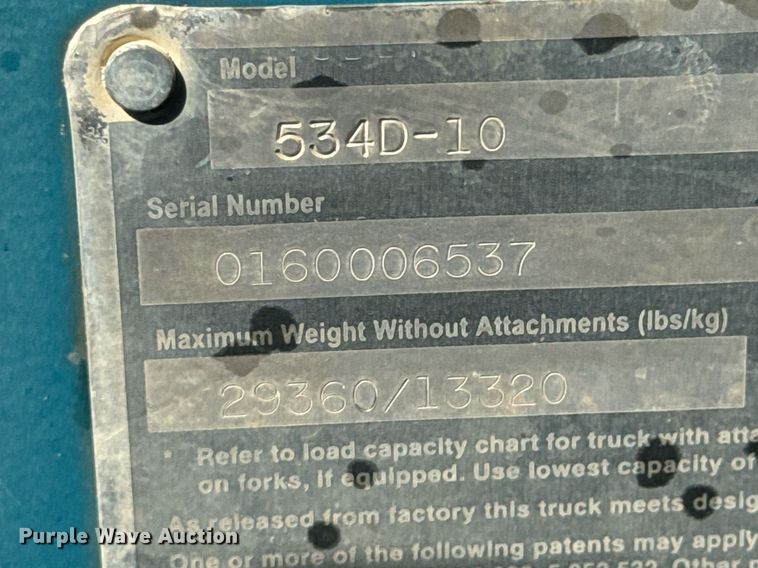 Model
534D-10
Serial Number
0160006537
Maximum Weight Without Attachments (lbs/kg)
29360/13320
* Refer to load capacity chart for truck with
on forks, if equipped. Use lowest capacity of
As released from factory this truck meets
One or more of the following patents may apply
Other
Purple Wave Auction